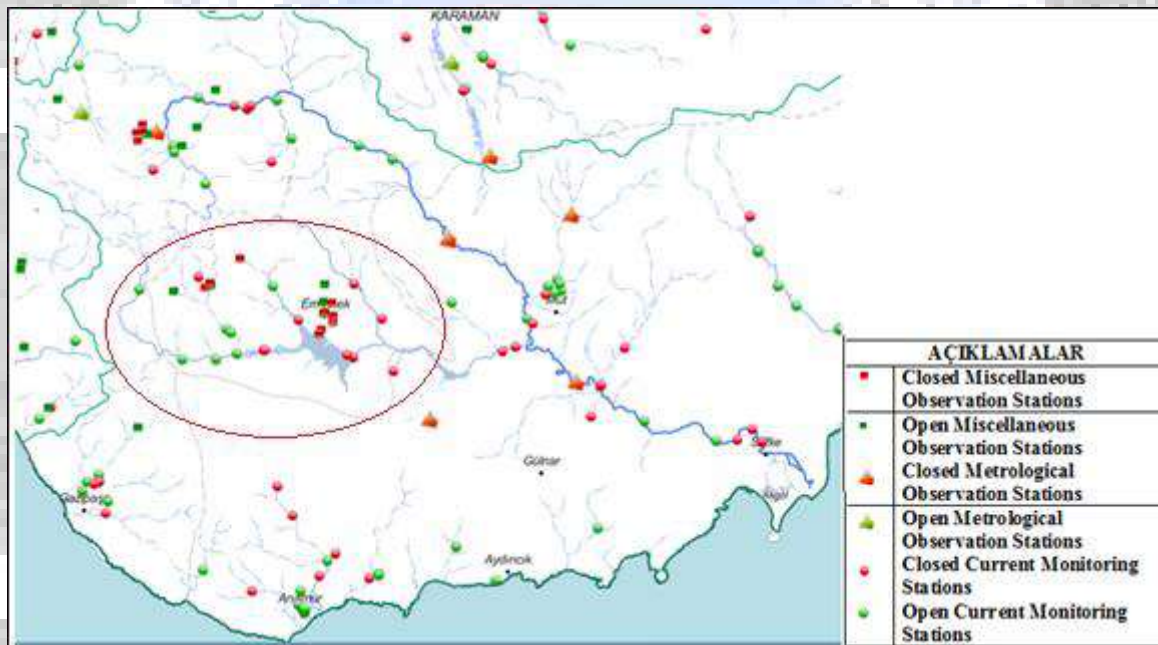 KARAMAN
Mut
Gülnar
Silifke
Gazipaşa
Aydıncık
Anamur
AÇIKLAMALAR
Closed Miscellaneous
Observation Stations
Open Miscellaneous
Observation Stations
Closed Metrological
Observation Stations
Open Metrological
Observation Stations
Closed Current Monitoring
Stations
Open Current Monitoring
Stations